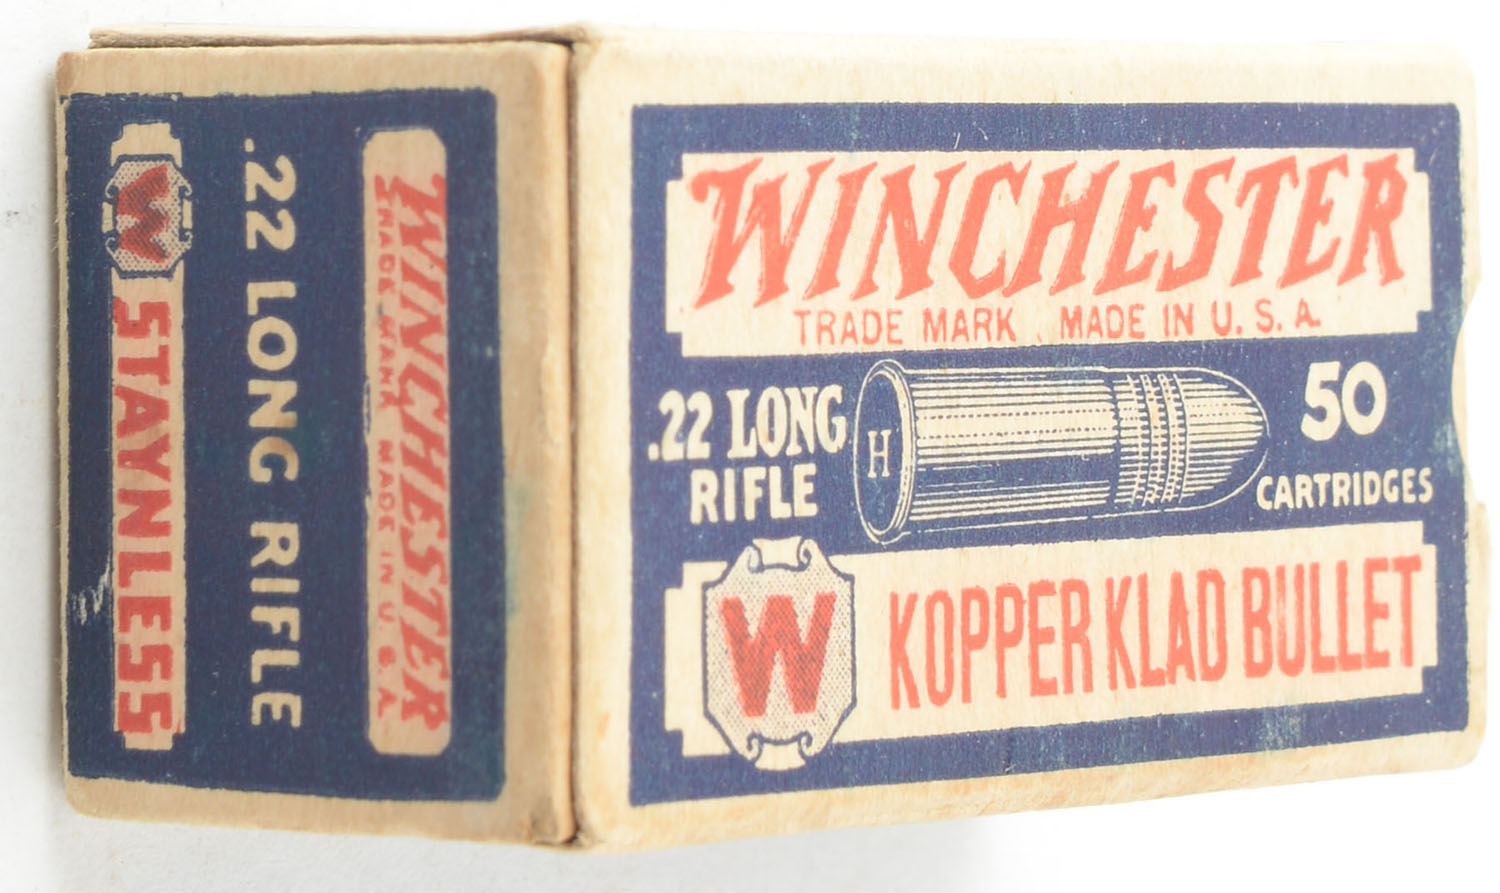 WINCHESTER
TRADE MARK . MADE IN U. S. A.
.22 LONG
RIFLE
H
50
CARTRIDGES
W
KOPPER KLAD BULLET
WINCHESTER
TRADE MARK MADE IN U. S. A.
.22 LONG RIFLE
W STAYNLESS